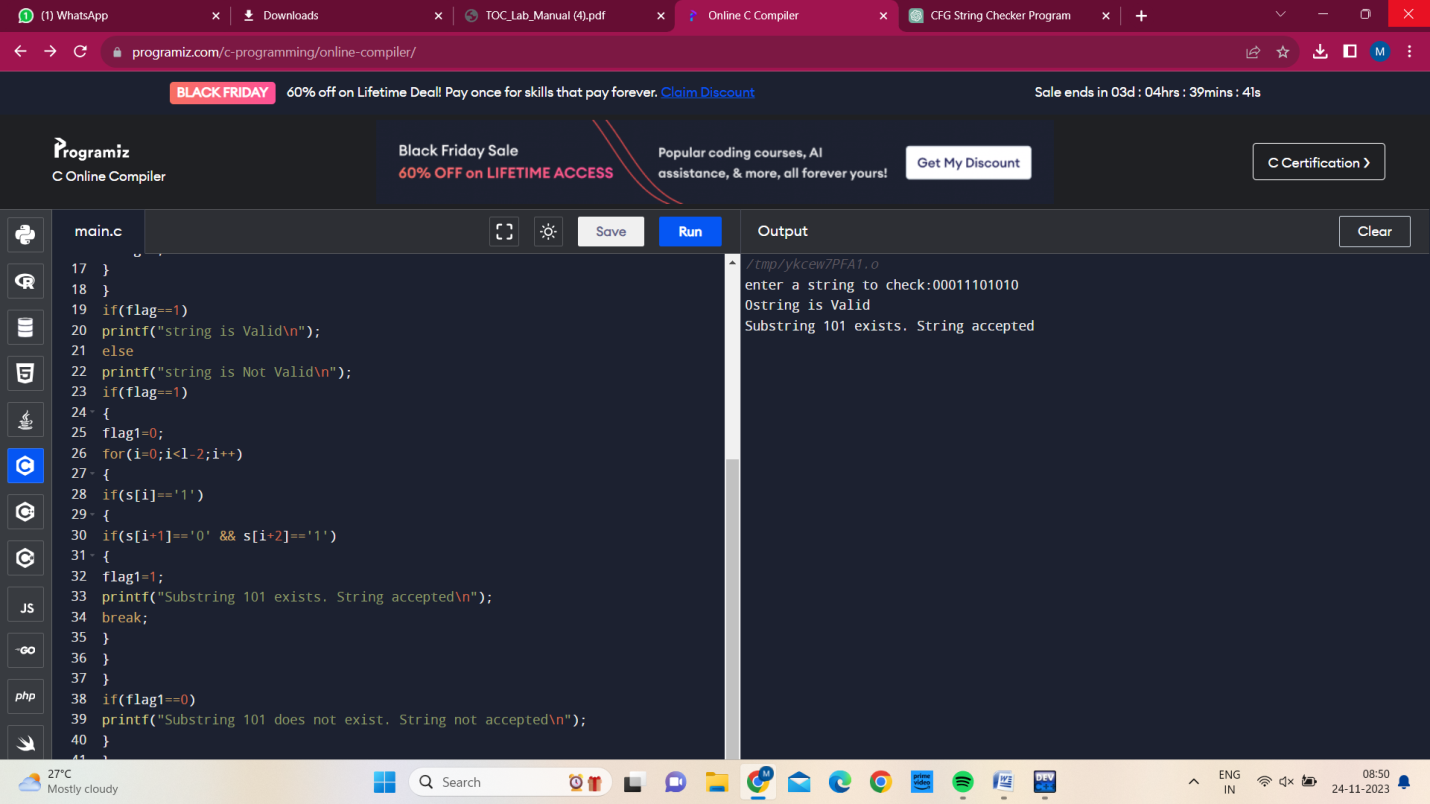 (1) WhatsApp
Downloads
TOC_Lab_Manual (4).pdf
Online C Compiler
CFG String Checker Program
programiz.com/c-programming/online-compiler/
M
BLACK FRIDAY 60% off on Lifetime Deal! Pay once for skills that pay forever. Claim Discount
Sale ends in 03d : 04hrs : 39mins : 41s
Programiz
C Online Compiler
Black Friday Sale
60% OFF on LIFETIME ACCESS
Popular coding courses, AI
assistance, & more, all forever yours!
Get My Discount
C Certification
main.c
Save
Run
Output
Clear
17 }
18 }
19 if(flag==1)
20 printf("string is Valid\n");
21 else
22 printf("string is Not Valid\n");
23 if(flag==1)
24 {
25 flag1=0;
26 for(i=0;i<l-2;i++)
27 {
28 if(s[i]=='1')
29 {
30 if(s[i+1]=='0' && s[i+2]=='1')
31 {
32 flag1=1;
33 printf("Substring 101 exists. String accepted\n");
34 break;
35 }
36 }
37 }
38 if(flag1==0)
39 printf("Substring 101 does not exist. String not accepted\n");
40 }
/tmp/ykcew7PFA1.o
enter a string to check:00011101010
0string is Valid
Substring 101 exists. String accepted
JS
GO
php
27°C
Mostly cloudy
Search
M
prime video
DEV
ENG
IN
08:50
24-11-2023